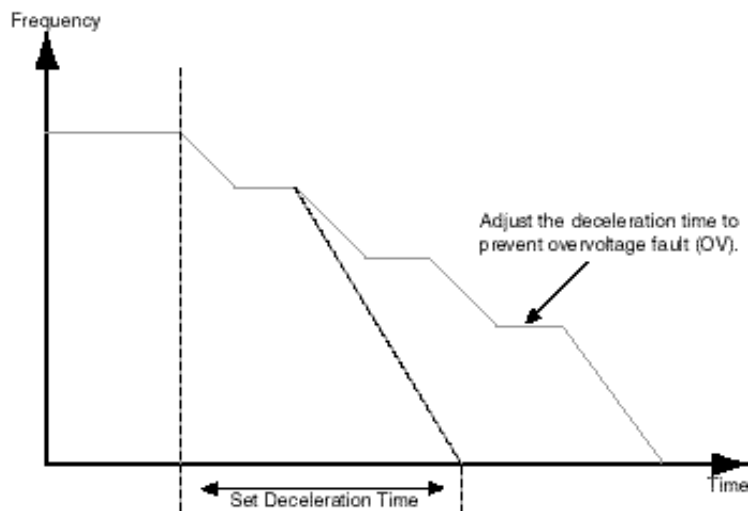 Frequency
Adjust the deceleration time to
prevent overvoltage fault (OV).
Time
Set Deceleration Time